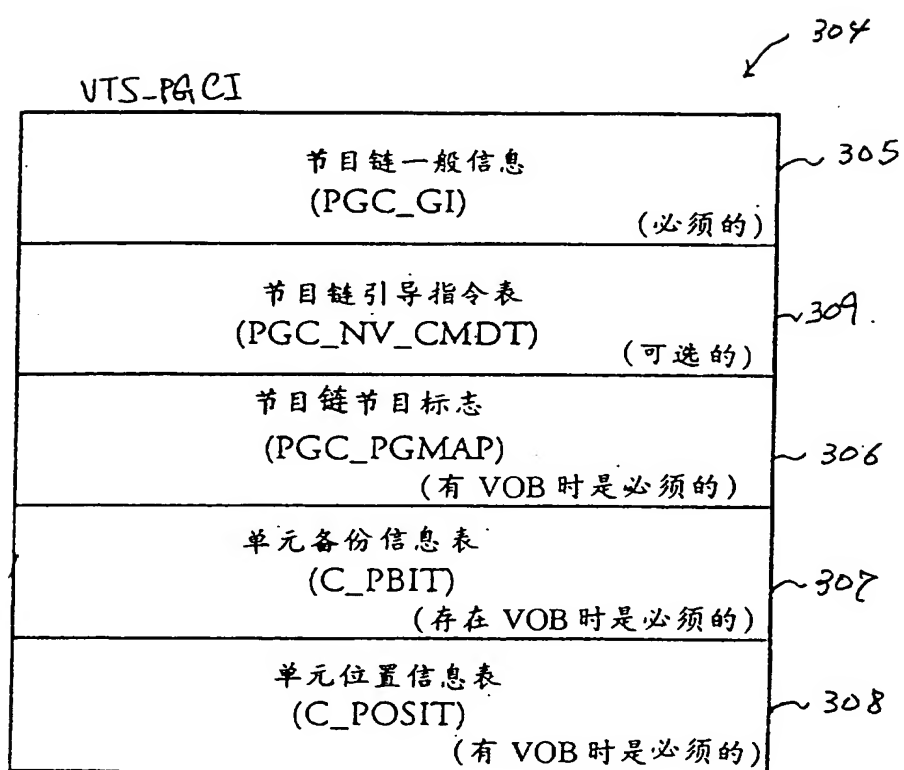 304
VTS_PGCI
节目链一般信息
(PGC_GI)
(必须的)
305
节目链引导指令表
(PGC_NV_CMDT)
(可选的)
309.
节目链节目标志
(PGC_PGMAP)
(有 VOB 时是必须的)
306
单元备份信息表
(C_PBIT)
(存在 VOB 时是必须的)
307
单元位置信息表
(C_POSIT)
(有 VOB 时是必须的)
308